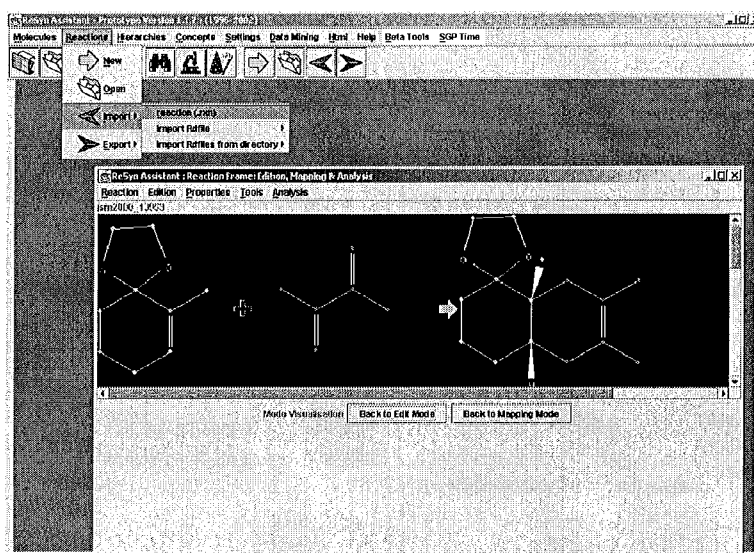 ReSyn Assistant - Prototype Version 1.1.2 : (1996-2002)
Molecules Reactions Hierarchies Concepts Settings Data Mining Html Help Beta Tools SGP Time
New
Open
Import
reaction (.rxn)
Import Rdfile
Import Rdfiles from directory
Export
ReSyn Assistant : Reaction Frame: Edition, Mapping & Analysis
Reaction Edition Properties Tools Analysis
Mode Visualisation Back to Edit Mode Back to Mapping Mode